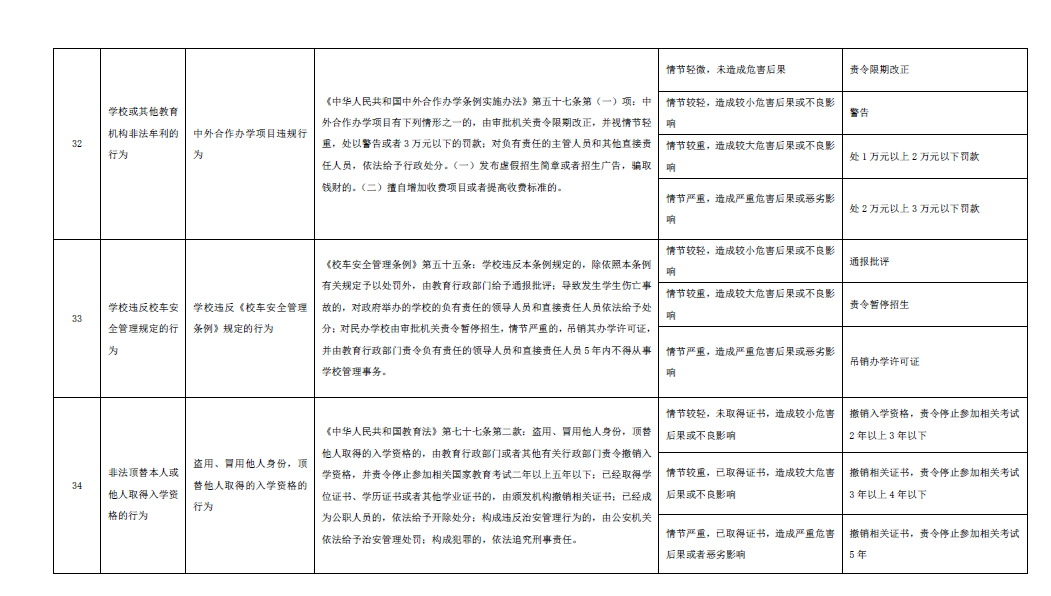 32
学校或其他教育
机构非法牟利的
行为
中外合作办学项目违规行
为
《中华人民共和国中外合作办学条例实施办法》第五十七条第（一）项：中
外合作办学项目有下列情形之一的，由审批机关责令限期改正，并视情节轻
重，处以警告或者 3 万元以下的罚款；对负有责任的主管人员和其他直接责
任人员，依法给予行政处分。（一）发布虚假招生简章或者招生广告，骗取
钱财的。（二）擅自增加收费项目或者提高收费标准的。
情节轻微，未造成危害后果
责令限期改正
情节较轻，造成较小危害后果或不良影
响
警告
情节较重，造成较大危害后果或不良影
响
处 1 万元以上 2 万元以下罚款
情节严重，造成严重危害后果或恶劣影
响
处 2 万元以上 3 万元以下罚款
33
学校违反校车安
全管理规定的行
为
学校违反《校车安全管理
条例》规定的行为
《校车安全管理条例》第五十五条：学校违反本条例规定的，除依照本条例
有关规定予以处罚外，由教育行政部门给予通报批评；导致发生学生伤亡事
故的，对政府举办的学校的负有责任的领导人员和直接责任人员依法给予处
分；对民办学校由审批机关责令暂停招生，情节严重的，吊销其办学许可证，
并由教育行政部门责令负有责任的领导人员和直接责任人员 5 年内不得从事
学校管理事务。
情节较轻，造成较小危害后果或不良影
响
通报批评
情节较重，造成较大危害后果或不良影
响
责令暂停招生
情节严重，造成严重危害后果或恶劣影
响
吊销办学许可证
34
非法顶替本人或
他人取得入学资
格的行为
盗用、冒用他人身份，顶
替他人取得的入学资格的
行为
《中华人民共和国教育法》第七十七条第二款：盗用、冒用他人身份，顶替
他人取得的入学资格的，由教育行政部门或者其他有关行政部门责令撤销入
学资格，并责令停止参加相关国家教育考试二年以上五年以下；已经取得学
位证书、学历证书或者其他学业证书的，由颁发机构撤销相关证书；已经成
为公职人员的，依法给予开除处分；构成违反治安管理行为的，由公安机关
依法给予治安管理处罚；构成犯罪的，依法追究刑事责任。
情节较轻，未取得证书，造成较小危害
后果或不良影响
撤销入学资格，责令停止参加相关考试
2 年以上 3 年以下
情节较重，已取得证书，造成较大危害
后果或不良影响
撤销相关证书，责令停止参加相关考试
3 年以上 4 年以下
情节严重，已取得证书，造成严重危害
后果或者恶劣影响
撤销相关证书，责令停止参加相关考试
5 年